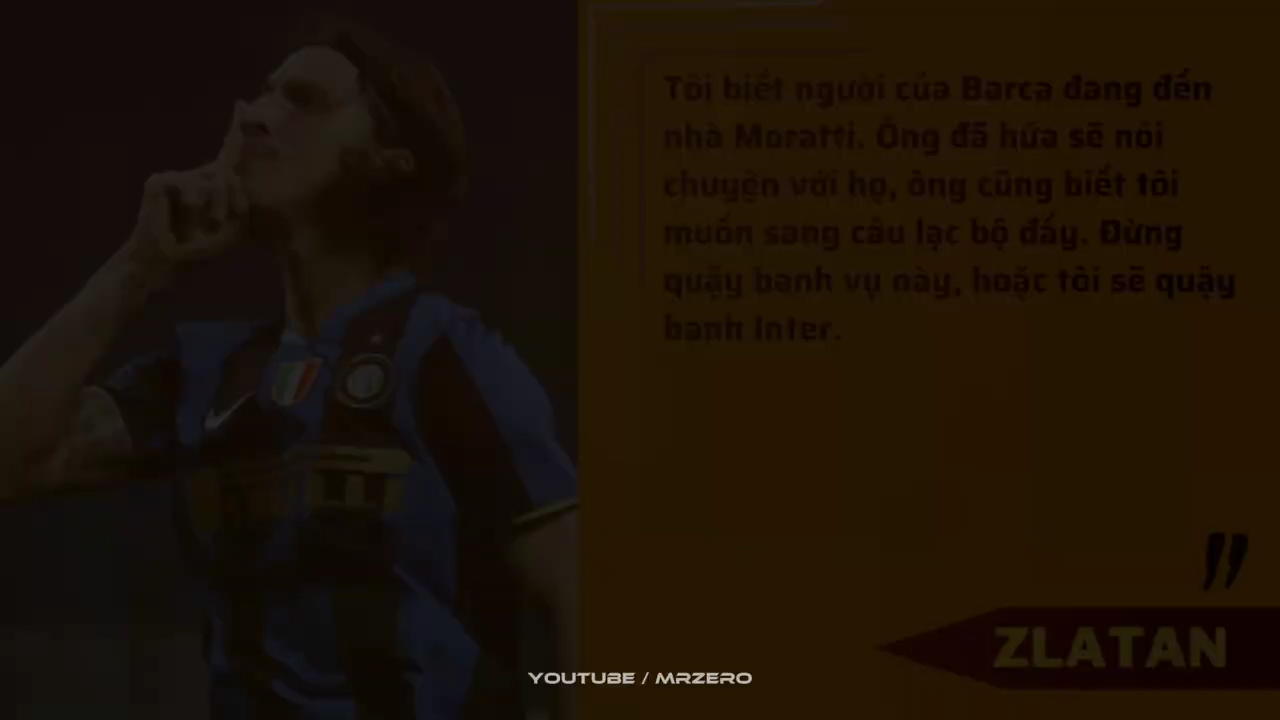 Tôi biết người của Barca đang đến
nhà Moratti. Ông đã hứa sẽ nói
chuyện với họ, ông cũng biết tôi
muốn sang câu lạc bộ đấy. Đừng
quậy banh vụ này, hoặc tôi sẽ quậy
banh Inter.
"
ZLATAN
YOUTUBE / MRZERO